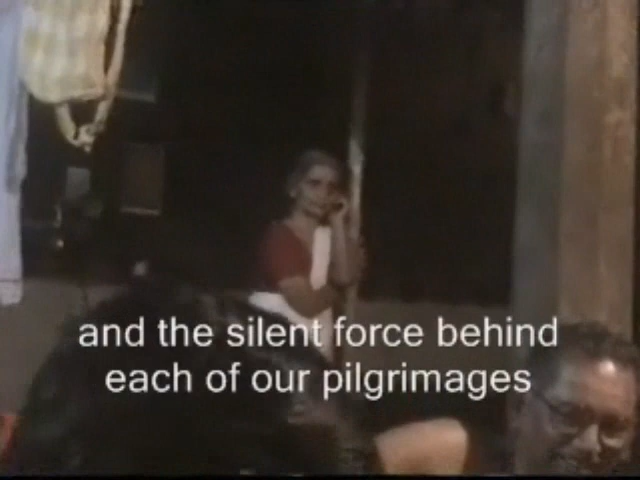 and the silent force behind
each of our pilgrimages